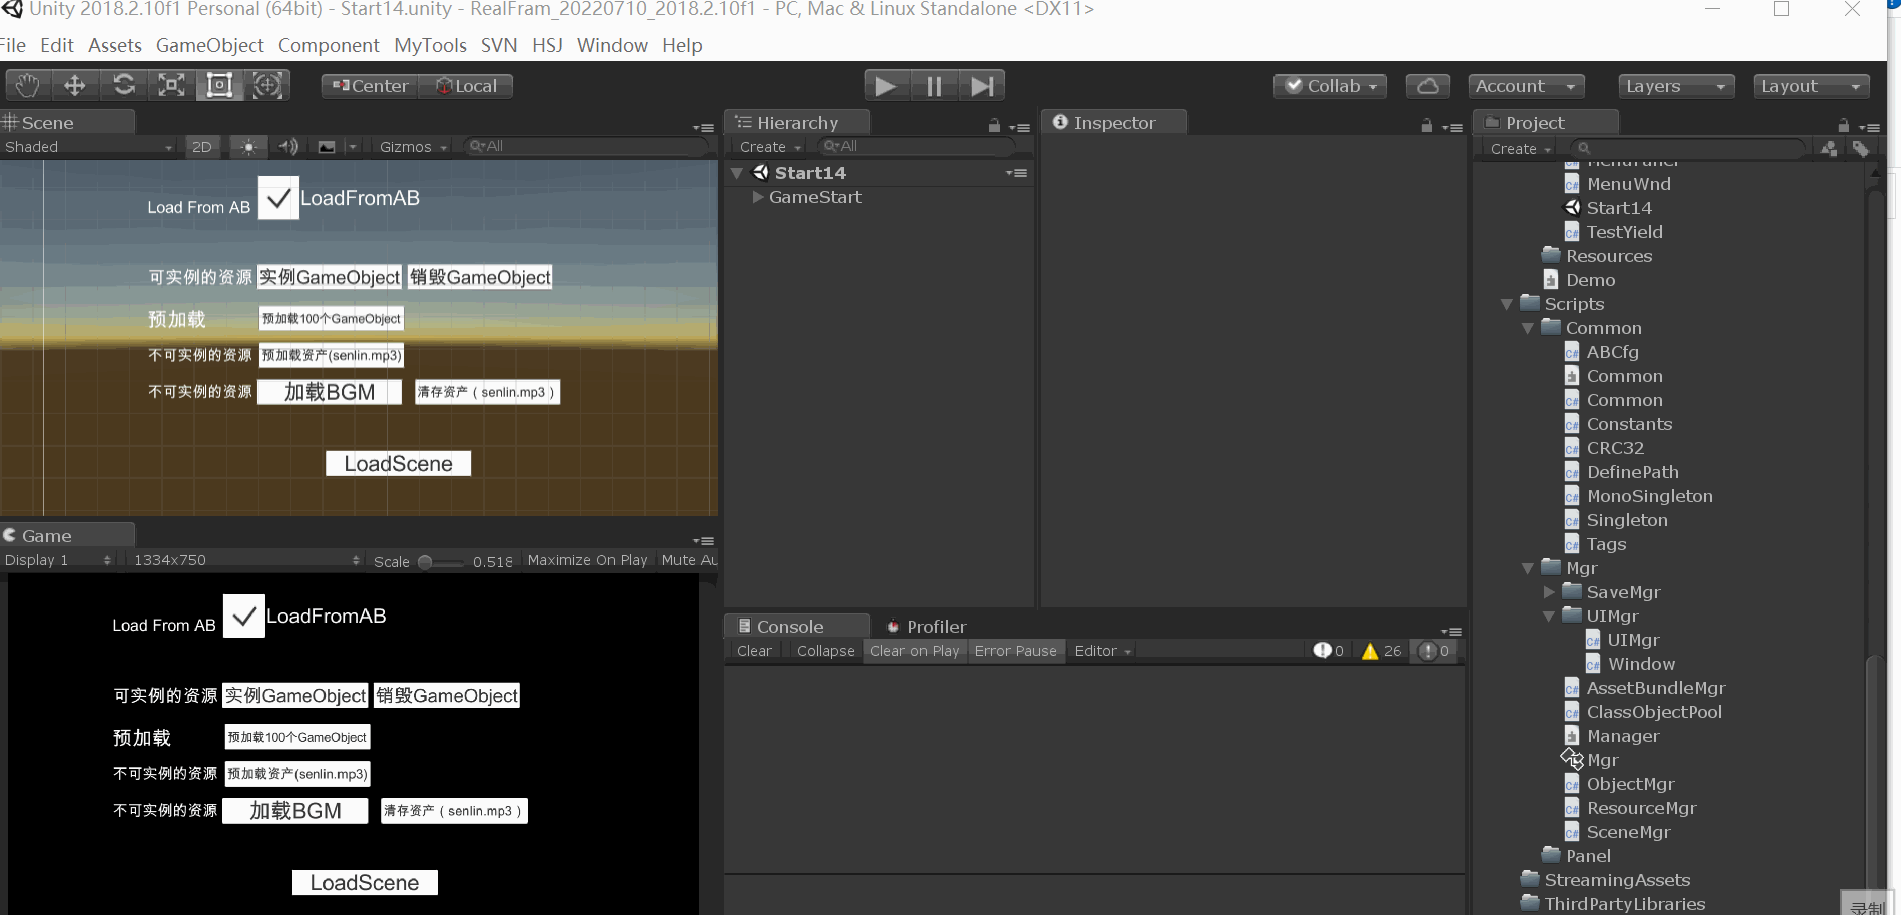 Unity 2018.2.10f1 Personal (64bit) - Start14.unity - RealFram_20220710_2018.2.10f1 - PC, Mac & Linux Standalone <DX11>
File Edit Assets GameObject Component MyTools SVN HSJ Window Help
Center Local Collab Account Layers Layout
Scene
Shaded 2D Gizmos All
Load From AB LoadFromAB
可实例的资源 实例GameObject 销毁GameObject
预加载 预加载100个GameObject
不可实例的资源 预加载资产(senlin.mp3)
不可实例的资源 加载BGM 清存资产（senlin.mp3）
LoadScene
Game
Display 1 1334x750 Scale 0.518 Maximize On Play Mute Au
Load From AB LoadFromAB
可实例的资源 实例GameObject 销毁GameObject
预加载 预加载100个GameObject
不可实例的资源 预加载资产(senlin.mp3)
不可实例的资源 加载BGM 清存资产（senlin.mp3）
LoadScene
Hierarchy
Create All
Start14
GameStart
Inspector
Console Profiler
Clear Collapse Clear on Play Error Pause Editor 0 26 0
Project
Create
MenuWnd
Start14
TestYield
Resources
Demo
Scripts
Common
ABCfg
Common
Common
Constants
CRC32
DefinePath
MonoSingleton
Singleton
Tags
Mgr
SaveMgr
UIMgr
UIMgr
Window
AssetBundleMgr
ClassObjectPool
Manager
Mgr
ObjectMgr
ResourceMgr
SceneMgr
Panel
StreamingAssets
ThirdPartyLibraries
录制